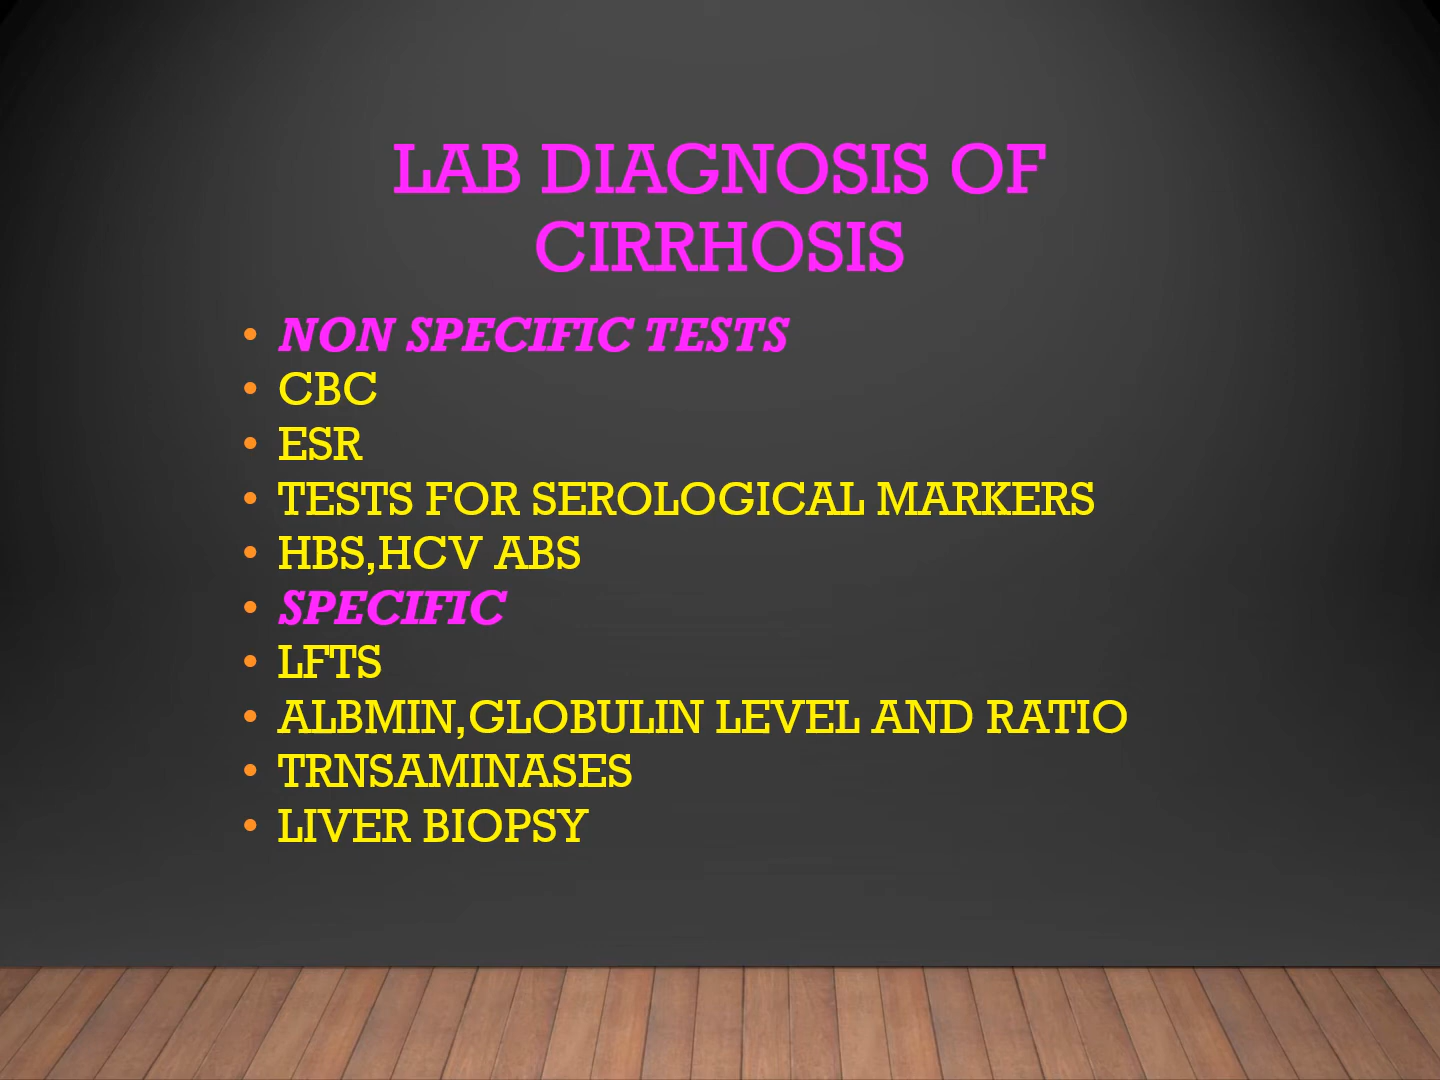 LAB DIAGNOSIS OF
CIRRHOSIS
• NON SPECIFIC TESTS
• CBC
• ESR
• TESTS FOR SEROLOGICAL MARKERS
• HBS,HCV ABS
• SPECIFIC
• LFTS
• ALBMIN,GLOBULIN LEVEL AND RATIO
• TRNSAMINASES
• LIVER BIOPSY